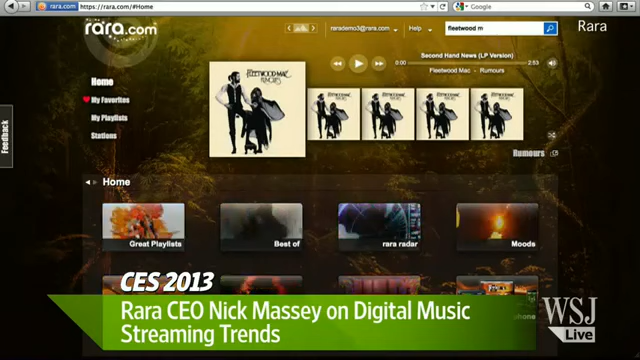 rara.com
https://rara.com/#Home
Google
rara.com
rarademo3@rara.com
Help
fleetwood m
Rara
Second Hand News (LP Version)
0:00
2:53
Fleetwood Mac - Rumours
Home
My Favorites
My Playlists
Stations
Feedback
FLEETWOOD MAC
RUMOURS
Rumours
Home
Great Playlists
Best of
rara radar
Moods
CES 2013
Rara CEO Nick Massey on Digital Music
Streaming Trends
WSJ
Live